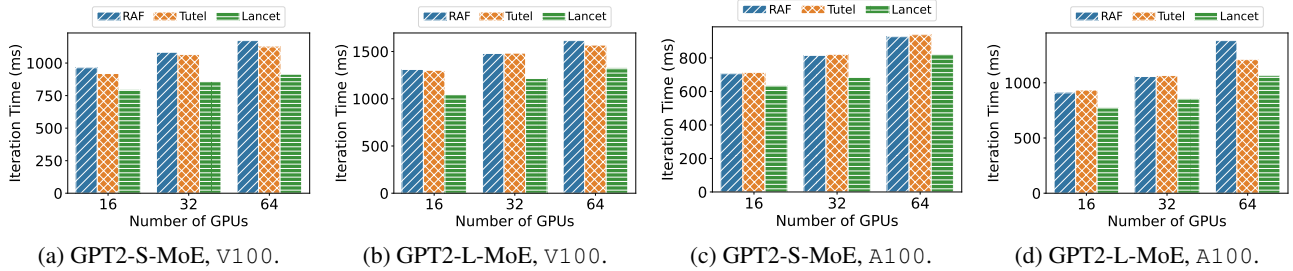 RAF Tutel Lancet
Iteration Time (ms)
1000
750
500
250
0
16 32 64
Number of GPUs
(a) GPT2-S-MoE, V100.
RAF Tutel Lancet
Iteration Time (ms)
1500
1000
500
0
16 32 64
Number of GPUs
(b) GPT2-L-MoE, V100.
RAF Tutel Lancet
Iteration Time (ms)
800
600
400
200
0
16 32 64
Number of GPUs
(c) GPT2-S-MoE, A100.
RAF Tutel Lancet
Iteration Time (ms)
1000
500
0
16 32 64
Number of GPUs
(d) GPT2-L-MoE, A100.